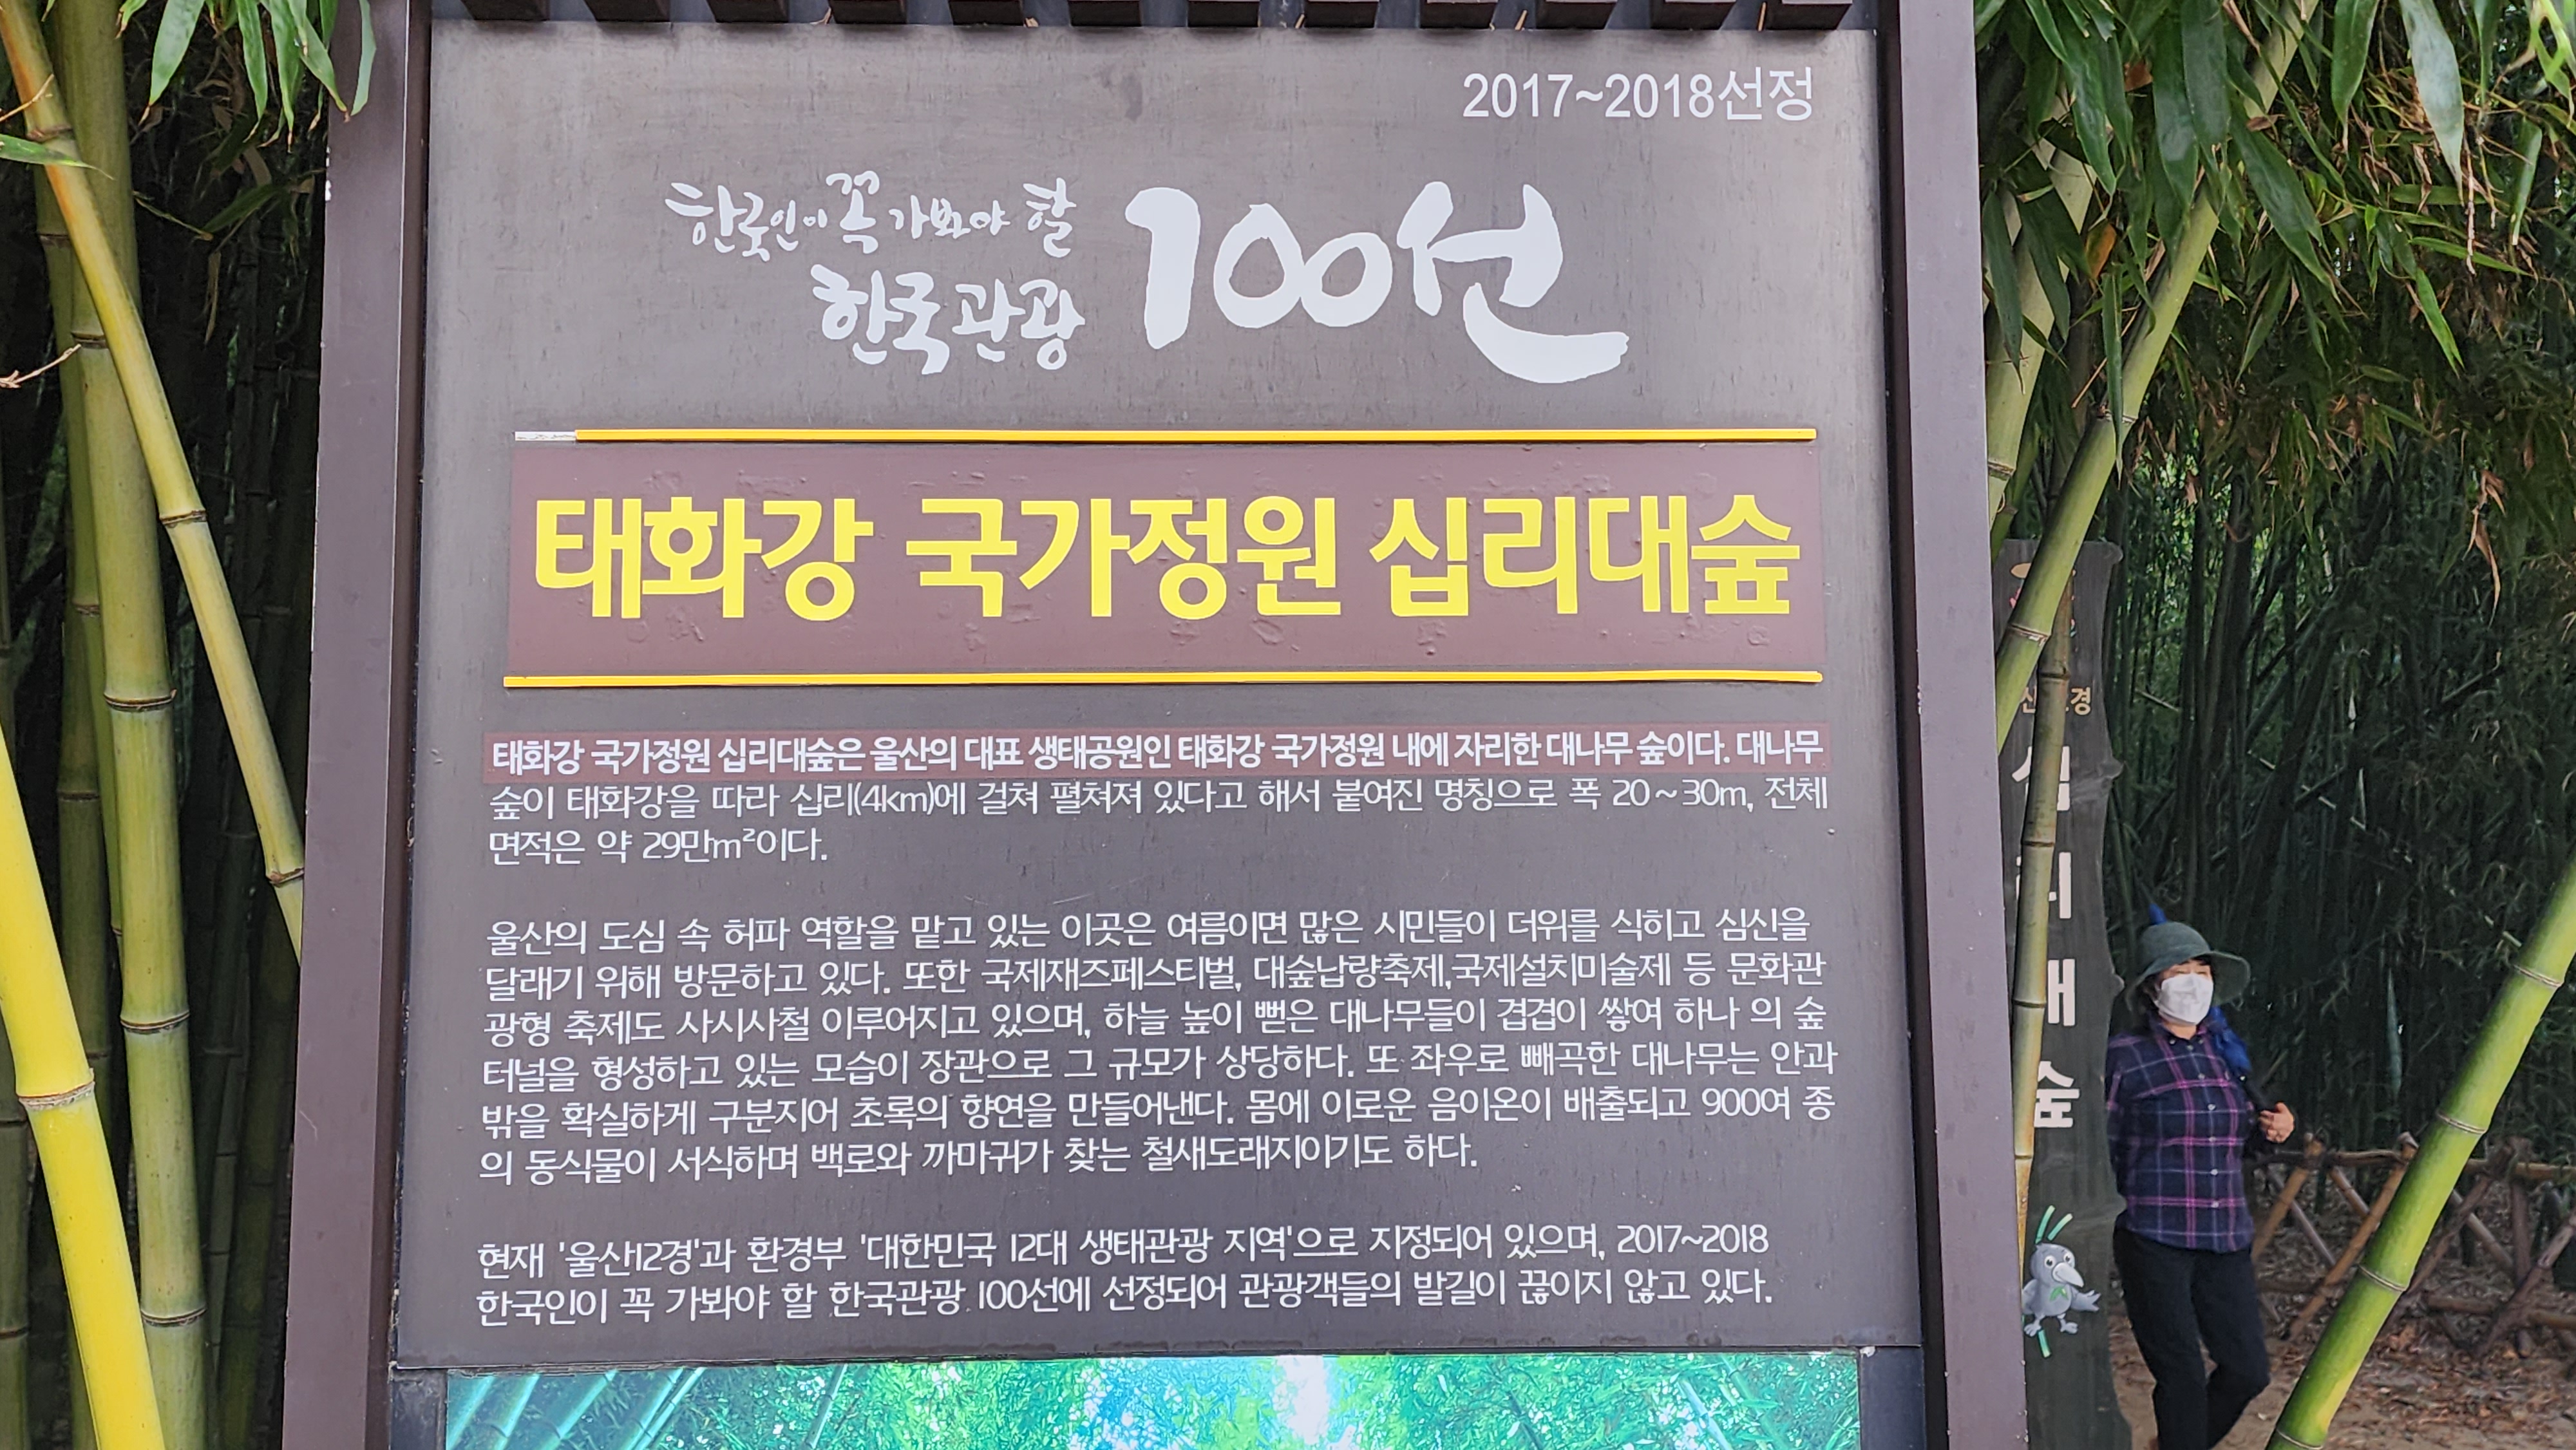 2017~2018선정
한국인이 꼭 가봐야 할
한국관광 100선
태화강 국가정원 십리대숲
태화강 국가정원 십리대숲은 울산의 대표 생태공원인 태화강 국가정원 내에 자리한 대나무 숲이다. 대나무
숲이 태화강을 따라 십리(4km)에 걸쳐 펼쳐져 있다고 해서 붙여진 명칭으로 폭 20~30m, 전체
면적은 약 29만m²이다.
울산의 도심 속 허파 역할을 맡고 있는 이곳은 여름이면 많은 시민들이 더위를 식히고 심신을
달래기 위해 방문하고 있다. 또한 국제재즈페스티벌, 대숲납량축제,국제설치미술제 등 문화관
광형 축제도 사시사철 이루어지고 있으며, 하늘 높이 뻗은 대나무들이 겹겹이 쌓여 하나 의 숲
터널을 형성하고 있는 모습이 장관으로 그 규모가 상당하다. 또 좌우로 빼곡한 대나무는 안과
밖을 확실하게 구분지어 초록의 향연을 만들어낸다. 몸에 이로운 음이온이 배출되고 900여 종
의 동식물이 서식하며 백로와 까마귀가 찾는 철새도래지이기도 하다.
현재 '울산12경'과 환경부 '대한민국 12대 생태관광 지역'으로 지정되어 있으며, 2017~2018
한국인이 꼭 가봐야 할 한국관광 100선에 선정되어 관광객들의 발길이 끊이지 않고 있다.